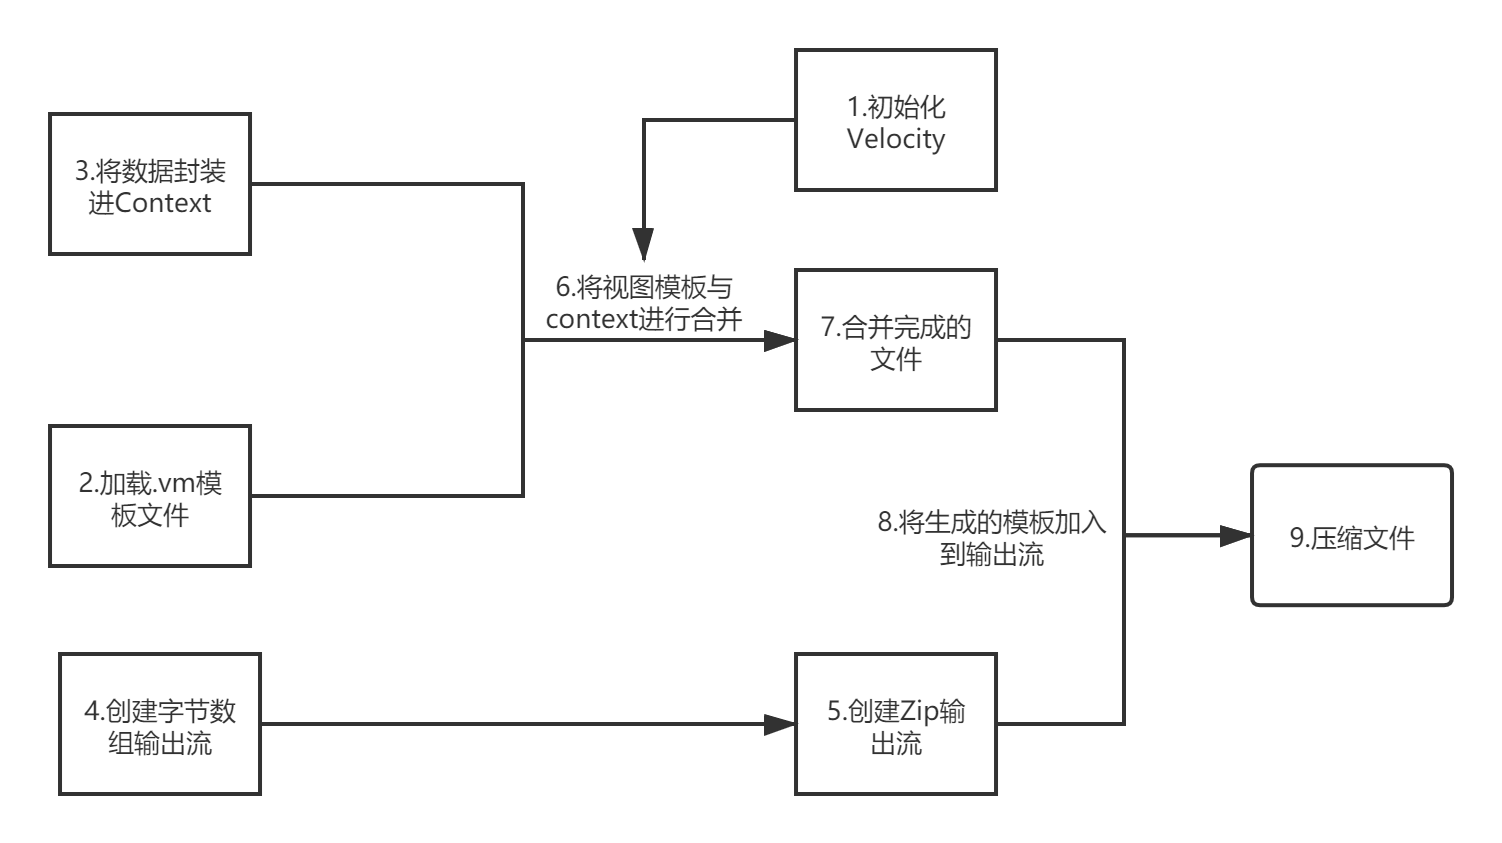 1.初始化
Velocity
3.将数据封装
进Context
6.将视图模板与
context进行合并
7.合并完成的
文件
2.加载.vm模
板文件
8.将生成的模板加入
到输出流
9.压缩文件
4.创建字节数
组输出流
5.创建Zip输
出流